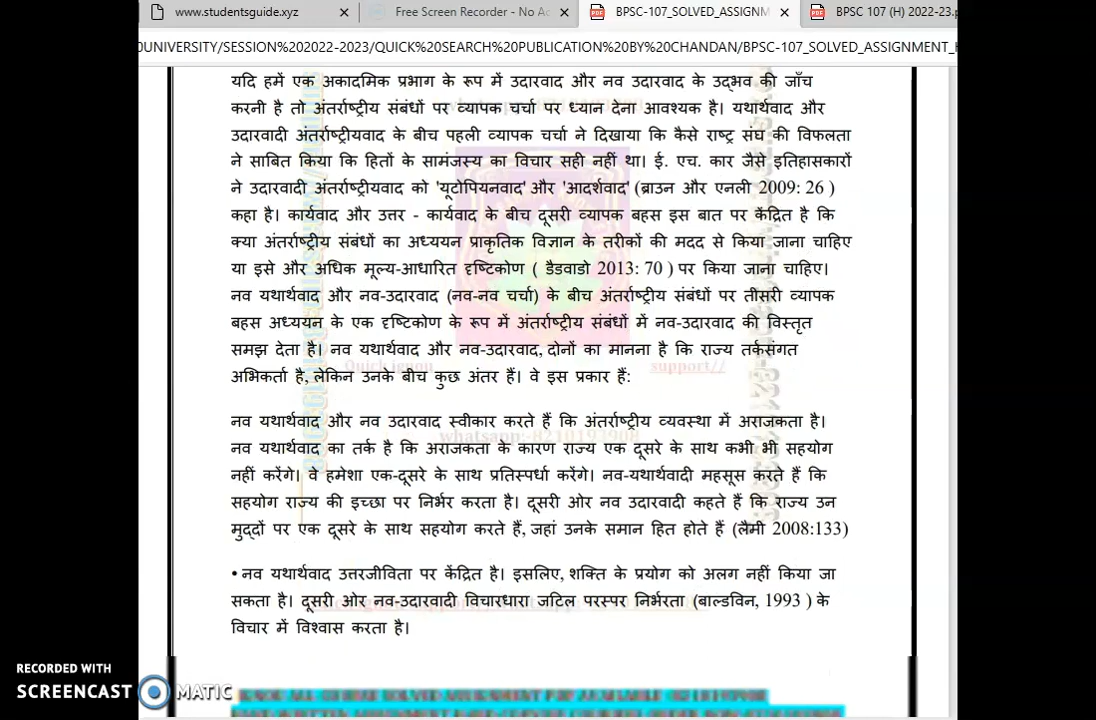 www.studentsguide.xyz
Free Screen Recorder - No Ac
BPSC-107_SOLVED_ASSIGNM
BPSC 107 (H) 2022-23.p
UNIVERSITY/SESSION%202022-2023/QUICK%20SEARCH%20PUBLICATION%20BY%20CHANDAN/BPSC-107_SOLVED_ASSIGNMENT_H
यदि हमें एक अकादमिक प्रभाग के रूप में उदारवाद और नव उदारवाद के उद्भव की जाँच
करनी है तो अंतर्राष्ट्रीय संबंधों पर व्यापक चर्चा पर ध्यान देना आवश्यक है। यथार्थवाद और
उदारवादी अंतर्राष्ट्रीयवाद के बीच पहली व्यापक चर्चा ने दिखाया कि कैसे राष्ट्र संघ की विफलता
ने साबित किया कि हितों के सामंजस्य का विचार सही नहीं था। ई. एच. कार जैसे इतिहासकारों
ने उदारवादी अंतर्राष्ट्रीयवाद को 'यूटोपियनवाद' और 'आदर्शवाद' (ब्राउन और एनली 2009: 26 )
कहा है। कार्यवाद और उत्तर - कार्यवाद के बीच दूसरी व्यापक बहस इस बात पर केंद्रित है कि
क्या अंतर्राष्ट्रीय संबंधों का अध्ययन प्राकृतिक विज्ञान के तरीकों की मदद से किया जाना चाहिए
या इसे और अधिक मूल्य-आधारित दृष्टिकोण ( डैडवाडो 2013: 70 ) पर किया जाना चाहिए।
नव यथार्थवाद और नव-उदारवाद (नव-नव चर्चा) के बीच अंतर्राष्ट्रीय संबंधों पर तीसरी व्यापक
बहस अध्ययन के एक दृष्टिकोण के रूप में अंतर्राष्ट्रीय संबंधों में नव-उदारवाद की विस्तृत
समझ देता है। नव यथार्थवाद और नव-उदारवाद, दोनों का मानना है कि राज्य तर्कसंगत
Quick ignou support//
अभिकर्ता है, लेकिन उनके बीच कुछ अंतर हैं। वे इस प्रकार हैं:
नव यथार्थवाद और नव उदारवाद स्वीकार करते हैं कि अंतर्राष्ट्रीय व्यवस्था में अराजकता है।
whatsapp:-8210193908
नव यथार्थवाद का तर्क है कि अराजकता के कारण राज्य एक दूसरे के साथ कभी भी सहयोग
नहीं करेंगे। वे हमेशा एक-दूसरे के साथ प्रतिस्पर्धा करेंगे। नव-यथार्थवादी महसूस करते हैं कि
सहयोग राज्य की इच्छा पर निर्भर करता है। दूसरी ओर नव उदारवादी कहते हैं कि राज्य उन
मुद्दों पर एक दूसरे के साथ सहयोग करते हैं, जहां उनके समान हित होते हैं (लैमी 2008:133)
• नव यथार्थवाद उत्तरजीविता पर केंद्रित है। इसलिए, शक्ति के प्रयोग को अलग नहीं किया जा
सकता है। दूसरी ओर नव-उदारवादी विचारधारा जटिल परस्पर निर्भरता (बाल्डविन, 1993 ) के
विचार में विश्वास करता है।
RECORDED WITH
SCREENCAST MATIC